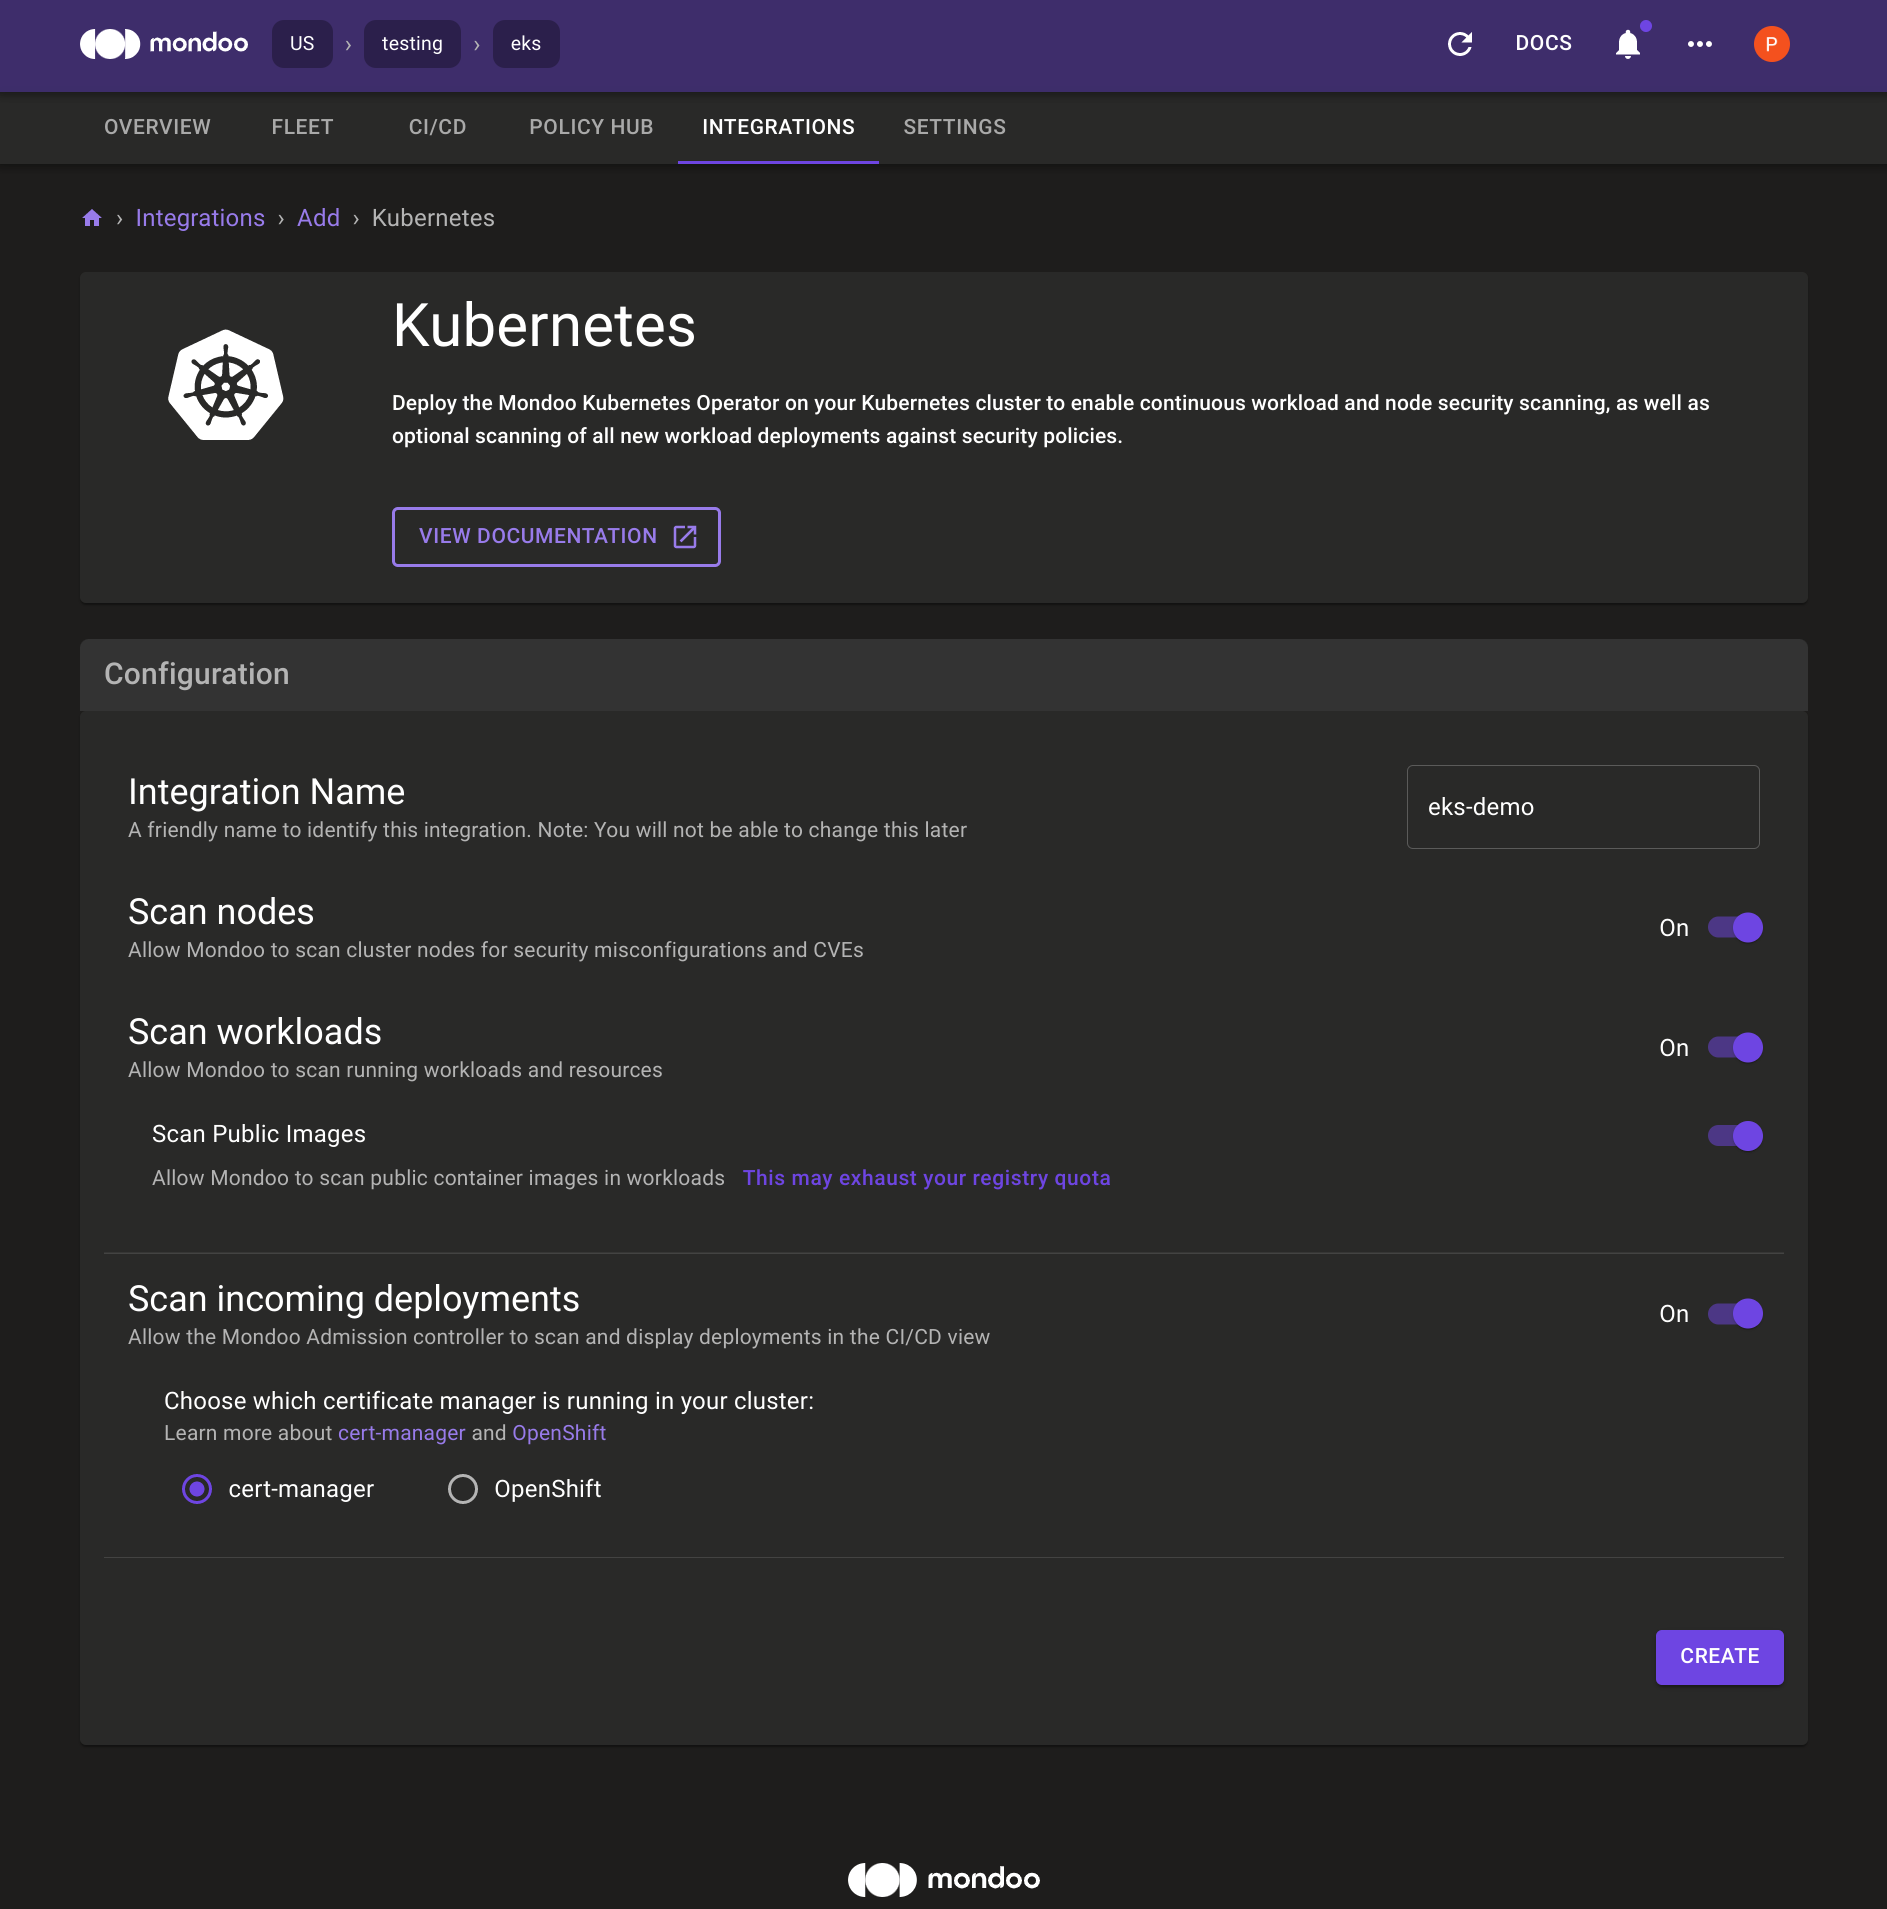 mondoo US › testing › eks DOCS P
OVERVIEW FLEET CI/CD POLICY HUB INTEGRATIONS SETTINGS
› Integrations › Add › Kubernetes
Kubernetes
Deploy the Mondoo Kubernetes Operator on your Kubernetes cluster to enable continuous workload and node security scanning, as well as
optional scanning of all new workload deployments against security policies.
VIEW DOCUMENTATION
Configuration
Integration Name
A friendly name to identify this integration. Note: You will not be able to change this later
eks-demo
Scan nodes
Allow Mondoo to scan cluster nodes for security misconfigurations and CVEs
On
Scan workloads
Allow Mondoo to scan running workloads and resources
On
Scan Public Images
Allow Mondoo to scan public container images in workloads This may exhaust your registry quota
Scan incoming deployments
Allow the Mondoo Admission controller to scan and display deployments in the CI/CD view
On
Choose which certificate manager is running in your cluster:
Learn more about cert-manager and OpenShift
cert-manager OpenShift
CREATE
mondoo